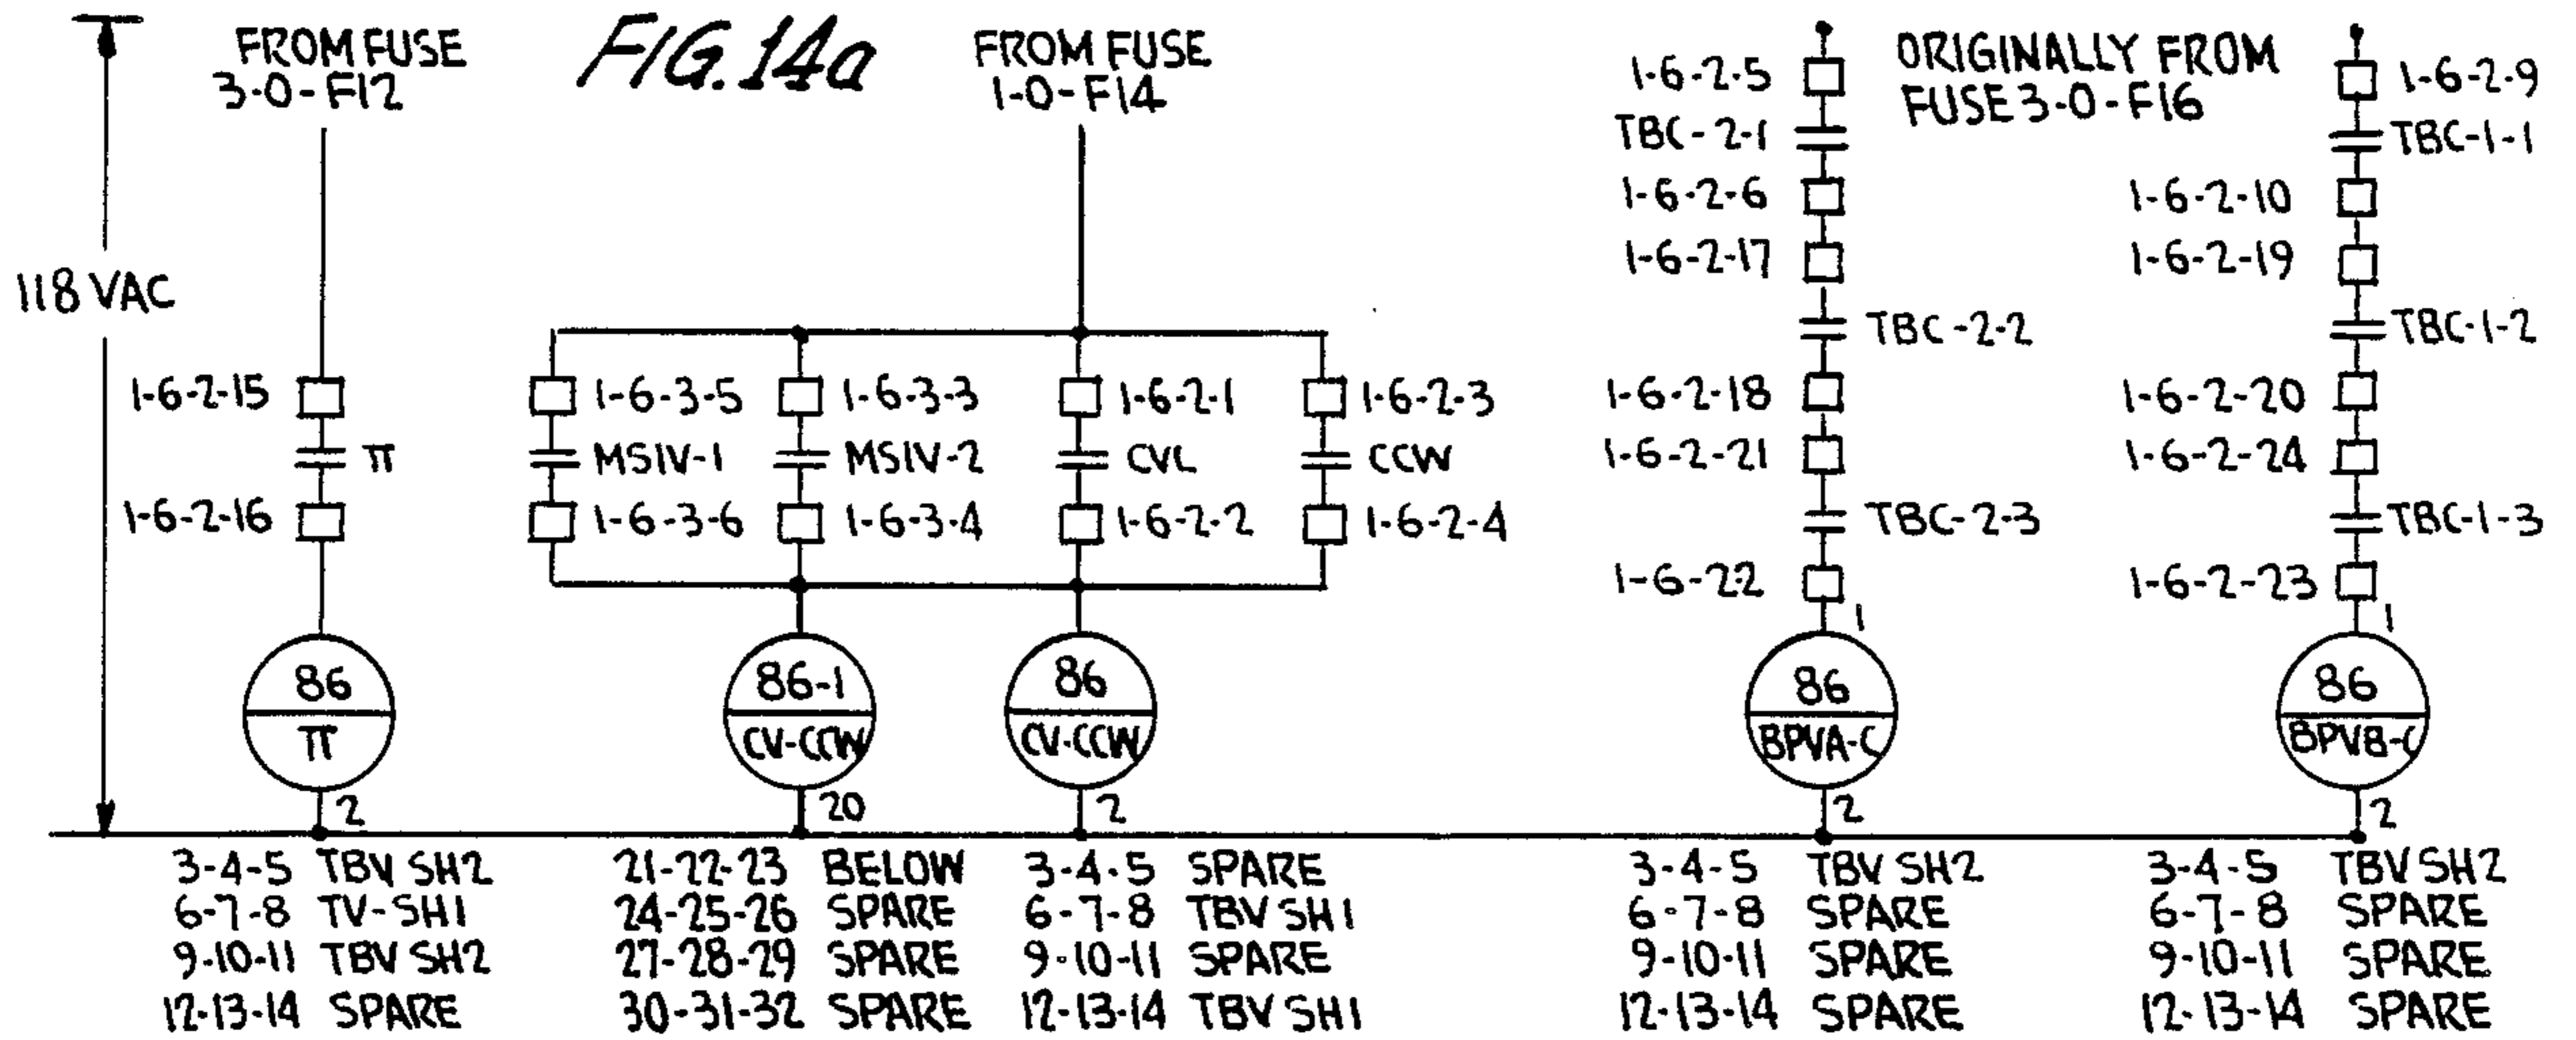 FIG. 14a
118 VAC
FROM FUSE
3-0-F12
1-6-2-15
TT
1-6-2-16
86
TT
2
3-4-5 TBV SH2
6-7-8 TV-SH1
9-10-11 TBV SH2
12-13-14 SPARE
FROM FUSE
1-0-F14
1-6-3-5
MSIV-1
1-6-3-6
1-6-3-3
MSIV-2
1-6-3-4
1-6-2-1
CVL
1-6-2-2
1-6-2-3
CCW
1-6-2-4
86-1
CV-CCW
20
21-22-23 BELOW
24-25-26 SPARE
27-28-29 SPARE
30-31-32 SPARE
86
CV-CCW
2
3-4-5 SPARE
6-7-8 TBV SH1
9-10-11 SPARE
12-13-14 TBV SH1
ORIGINALLY FROM
FUSE 3-0-F16
1-6-2-5
TBC-2-1
1-6-2-6
1-6-2-17
TBC-2-2
1-6-2-18
1-6-2-21
TBC-2-3
1-6-22
1
86
BPVA-C
2
3-4-5 TBV SH2
6-7-8 SPARE
9-10-11 SPARE
12-13-14 SPARE
1-6-2-9
TBC-1-1
1-6-2-10
1-6-2-19
TBC-1-2
1-6-2-20
1-6-2-24
TBC-1-3
1-6-2-23
1
86
BPVB-C
2
3-4-5 TBV SH2
6-7-8 SPARE
9-10-11 SPARE
12-13-14 SPARE